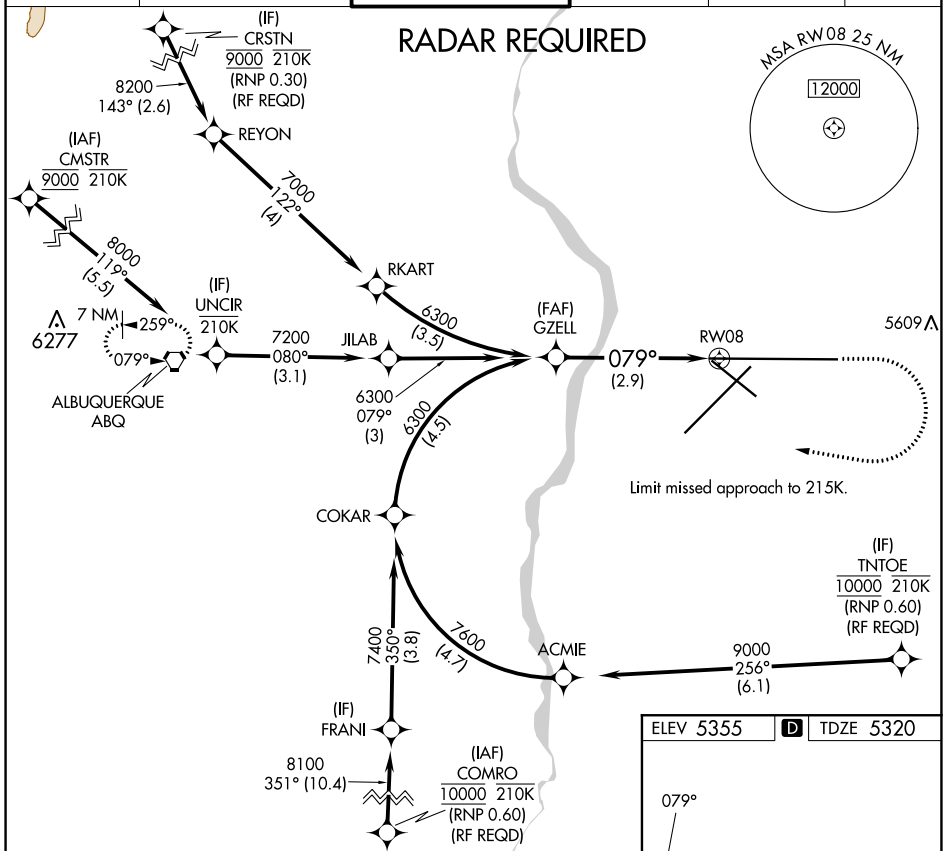 RADAR REQUIRED
(IF)
CRSTN
9000 210K
(RNP 0.30)
(RF REQD)
8200
143° (2.6)
REYON
MSA RW08 25 NM
12000
(IAF)
CMSTR
9000 210K
7000
122°
(4)
8000
119°
(5.5)
RKART
(IF)
UNCIR
210K
7 NM
259°
6277
079°
ALBUQUERQUE
ABQ
7200
080°
(3.1)
JILAB
6300
(3.5)
(FAF)
GZELL
079°
(2.9)
RW08
5609
6300
079°
(3)
6300
(4.5)
Limit missed approach to 215K.
COKAR
(IF)
TNTOE
10000 210K
(RNP 0.60)
(RF REQD)
7400
350°
(3.8)
7600
(4.7)
ACMIE
9000
256°
(6.1)
(IF)
FRANI
8100
351° (10.4)
(IAF)
COMRO
10000 210K
(RNP 0.60)
(RF REQD)
ELEV 5355 D TDZE 5320
079°